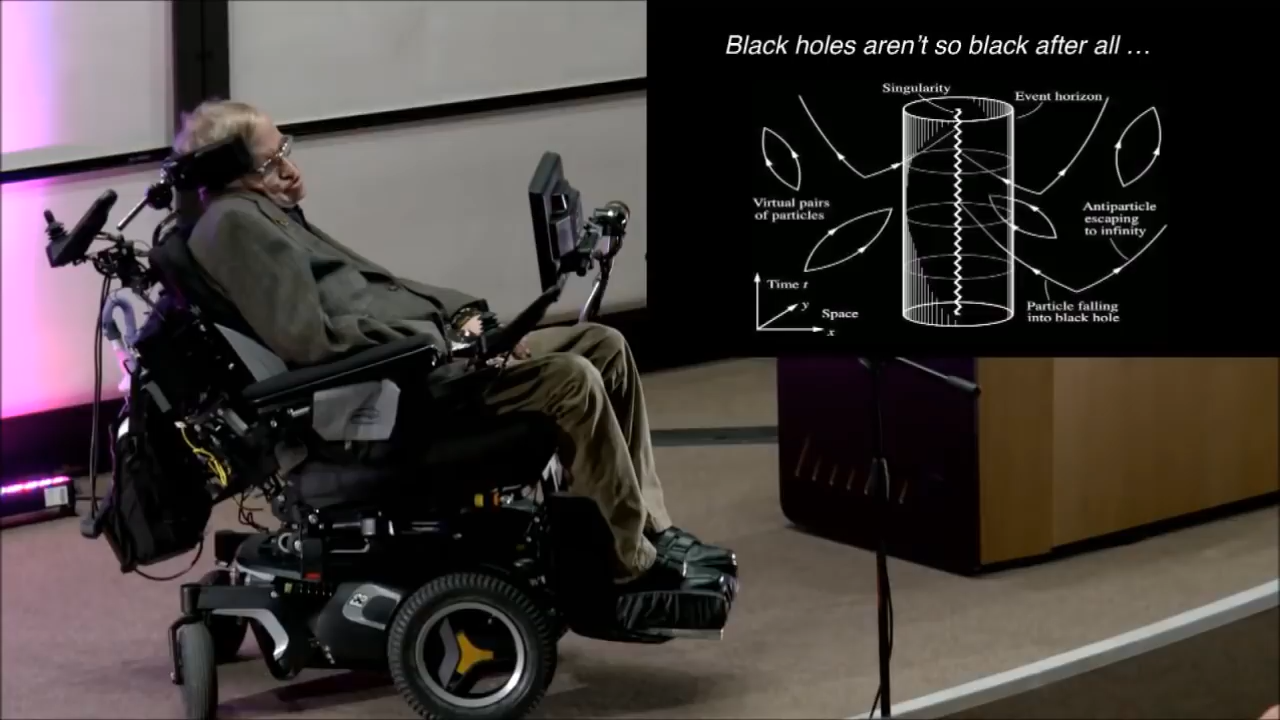 Black holes aren't so black after all …
Singularity
Event horizon
Virtual pairs
of particles
Antiparticle
escaping
to infinity
Time t
y
Space
x
Particle falling
into black hole